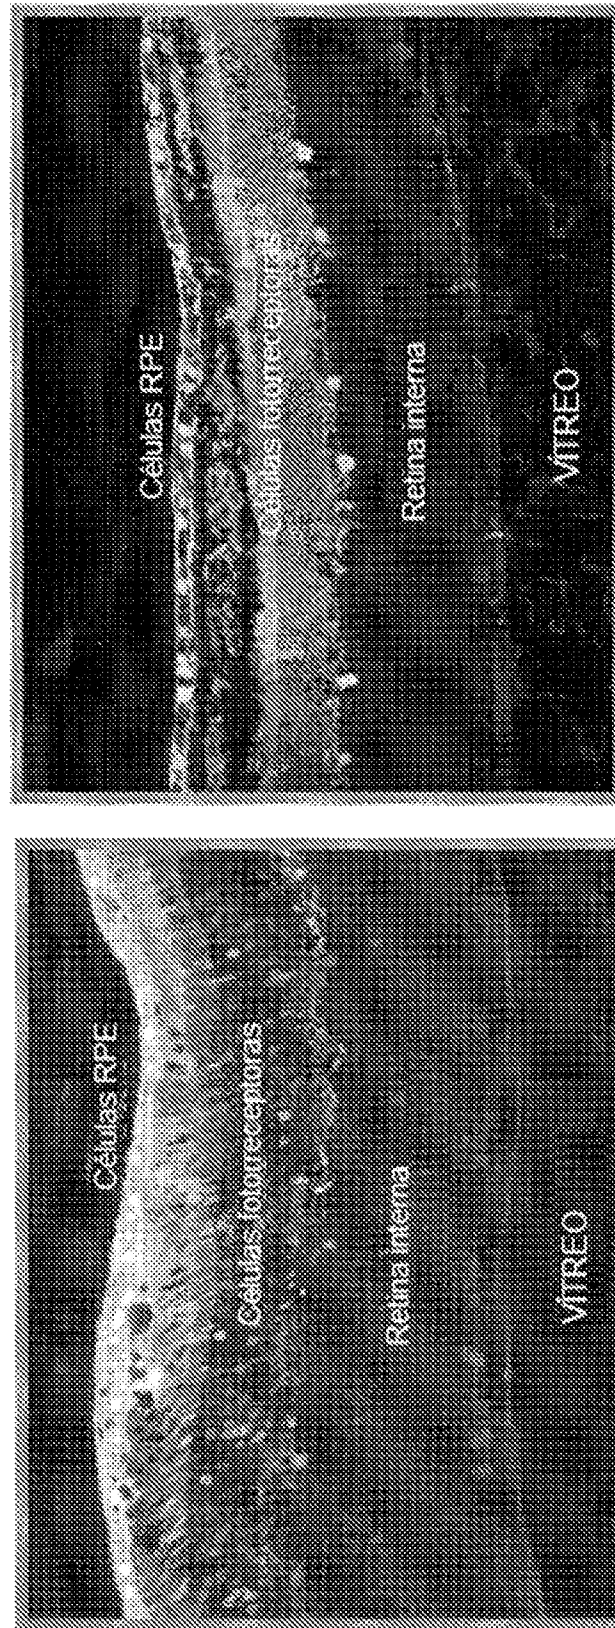 Células RPE
Células fotorreceptoras
Retina interna
VÍTREO
Células RPE
Células fotorreceptoras
Retina interna
VÍTREO